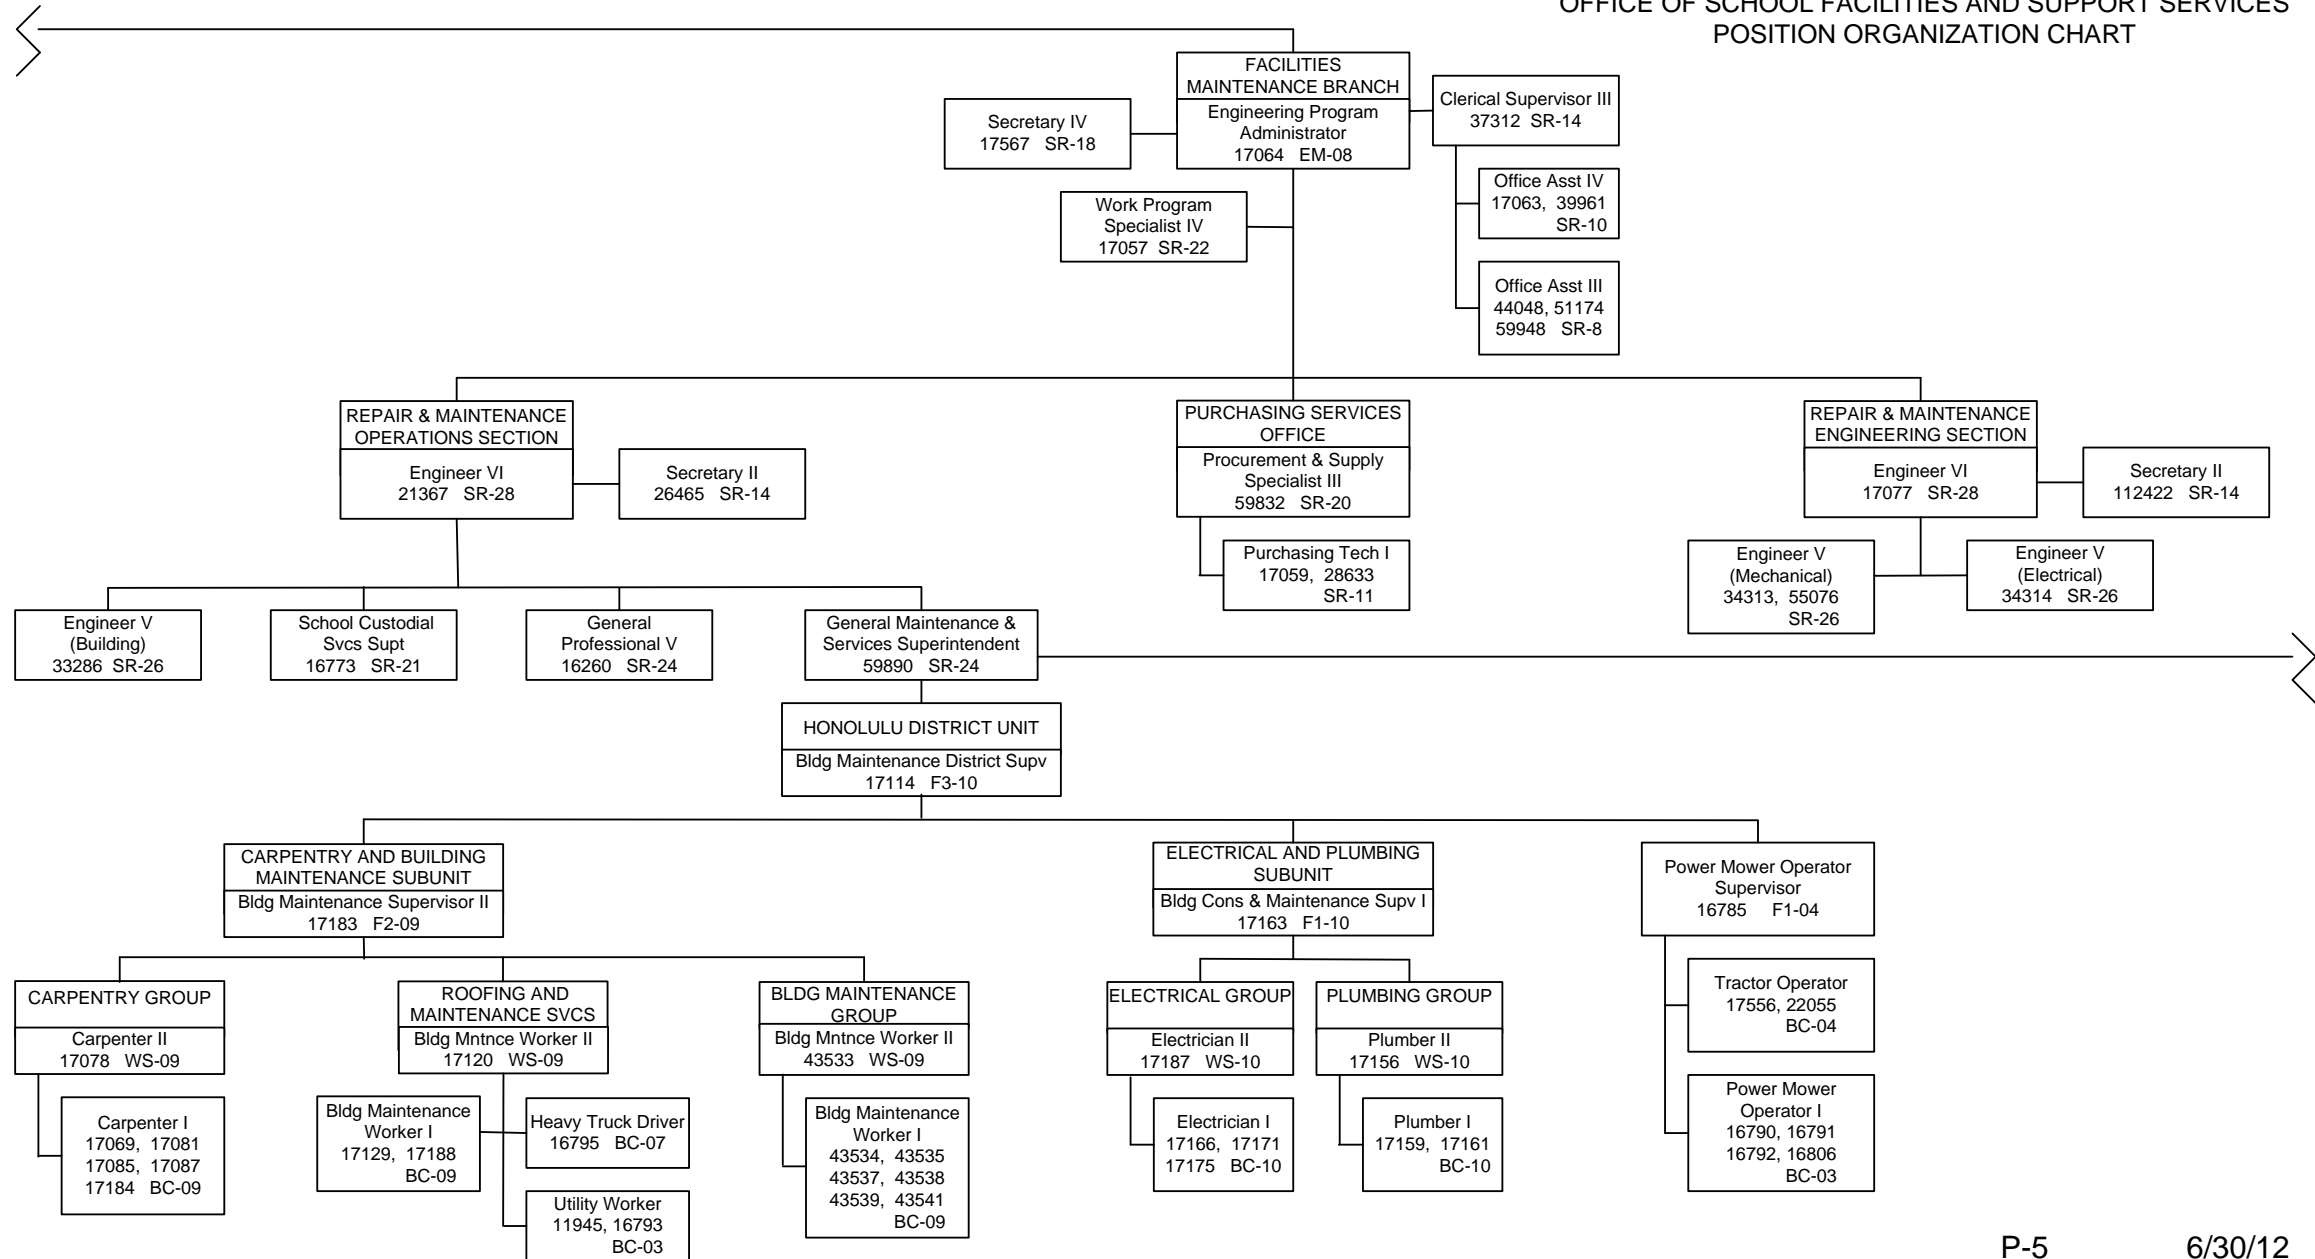 OFFICE OF SCHOOL FACILITIES AND SUPPORT SERVICES
POSITION ORGANIZATION CHART
FACILITIES
MAINTENANCE BRANCH
Engineering Program
Administrator
17064 EM-08
Secretary IV
17567 SR-18
Clerical Supervisor III
37312 SR-14
Office Asst IV
17063, 39961
SR-10
Work Program
Specialist IV
17057 SR-22
Office Asst III
44048, 51174
59948 SR-8
REPAIR & MAINTENANCE
OPERATIONS SECTION
Engineer VI
21367 SR-28
Secretary II
26465 SR-14
PURCHASING SERVICES
OFFICE
Procurement & Supply
Specialist III
59832 SR-20
Purchasing Tech I
17059, 28633
SR-11
REPAIR & MAINTENANCE
ENGINEERING SECTION
Engineer VI
17077 SR-28
Secretary II
112422 SR-14
Engineer V
(Mechanical)
34313, 55076
SR-26
Engineer V
(Electrical)
34314 SR-26
Engineer V
(Building)
33286 SR-26
School Custodial
Svcs Supt
16773 SR-21
General
Professional V
16260 SR-24
General Maintenance &
Services Superintendent
59890 SR-24
HONOLULU DISTRICT UNIT
Bldg Maintenance District Supv
17114 F3-10
CARPENTRY AND BUILDING
MAINTENANCE SUBUNIT
Bldg Maintenance Supervisor II
17183 F2-09
ELECTRICAL AND PLUMBING
SUBUNIT
Bldg Cons & Maintenance Supv I
17163 F1-10
Power Mower Operator
Supervisor
16785 F1-04
CARPENTRY GROUP
Carpenter II
17078 WS-09
Carpenter I
17069, 17081
17085, 17087
17184 BC-09
ROOFING AND
MAINTENANCE SVCS
Bldg Mntnce Worker II
17120 WS-09
Bldg Maintenance
Worker I
17129, 17188
BC-09
Heavy Truck Driver
16795 BC-07
Utility Worker
11945, 16793
BC-03
BLDG MAINTENANCE
GROUP
Bldg Mntnce Worker II
43533 WS-09
Bldg Maintenance
Worker I
43534, 43535
43537, 43538
43539, 43541
BC-09
ELECTRICAL GROUP
Electrician II
17187 WS-10
Electrician I
17166, 17171
17175 BC-10
PLUMBING GROUP
Plumber II
17156 WS-10
Plumber I
17159, 17161
BC-10
Tractor Operator
17556, 22055
BC-04
Power Mower
Operator I
16790, 16791
16792, 16806
BC-03
P-5 6/30/12